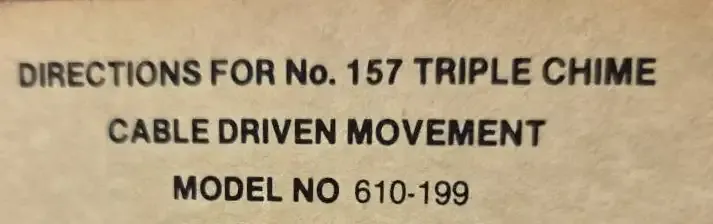 DIRECTIONS FOR No. 157 TRIPLE CHIME
CABLE DRIVEN MOVEMENT
MODEL NO 610-199